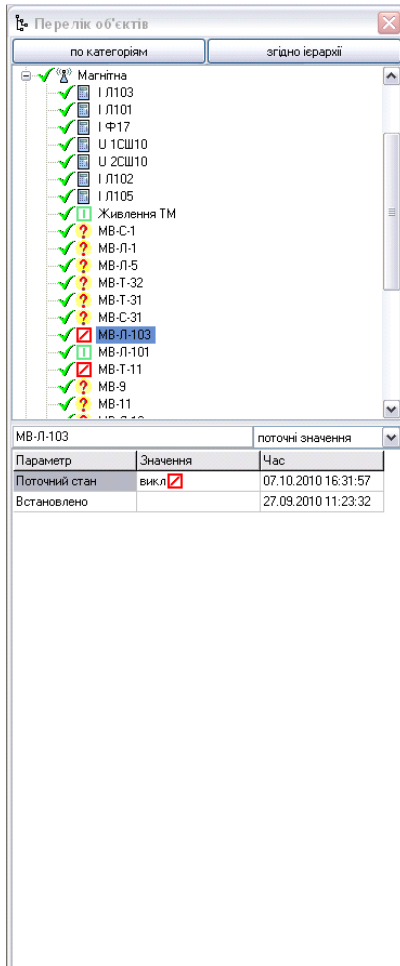 Перелік об'єктів
по категоріям згідно ієрархії
Магнітна
I Л103
I Л101
I Ф17
U 1СШ10
U 2СШ10
I Л102
I Л105
Живлення ТМ
МВ-С-1
МВ-Л-1
МВ-Л-5
МВ-Т-32
МВ-Т-31
МВ-С-31
МВ-Л-103
МВ-Л-101
МВ-Т-11
МВ-9
МВ-11
МВ-Л-103 поточні значення
Параметр Значення Час
Поточний стан викл 07.10.2010 16:31:57
Встановлено 27.09.2010 11:23:32